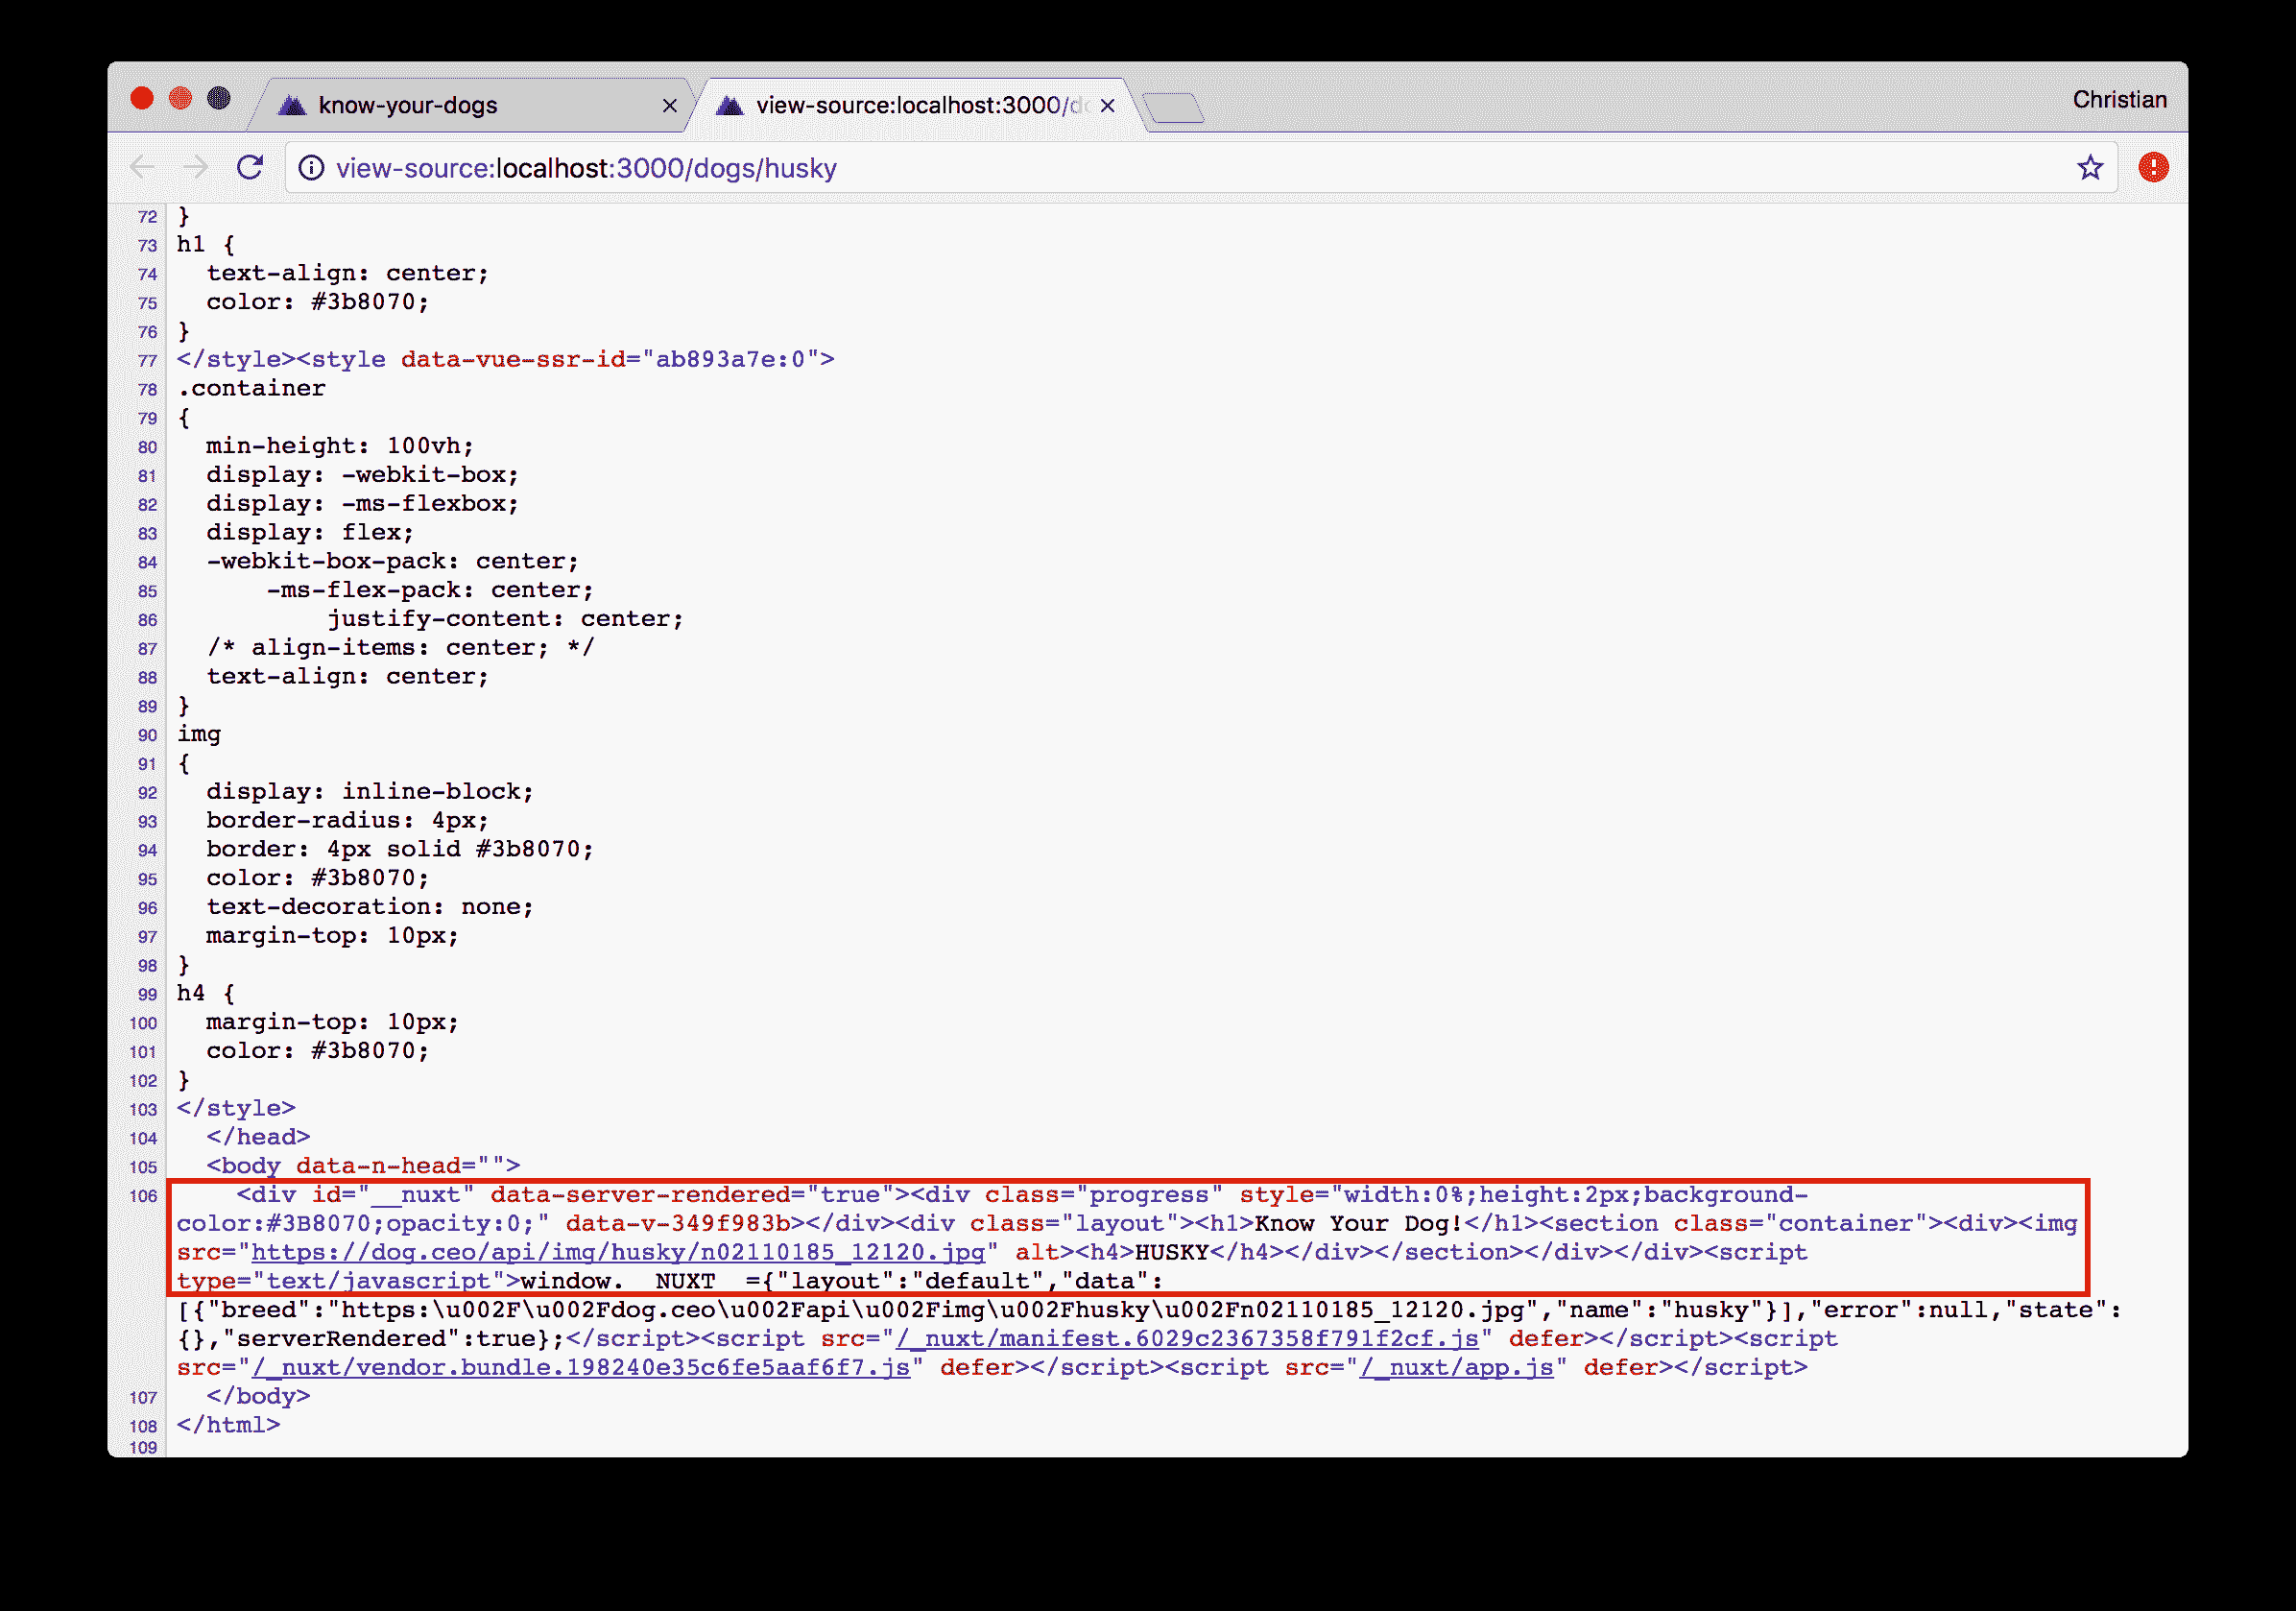 know-your-dogs
view-source:localhost:3000/do
Christian
view-source:localhost:3000/dogs/husky
72 }
73 h1 {
74   text-align: center;
75   color: #3b8070;
76 }
77 </style><style data-vue-ssr-id="ab893a7e:0">
78 .container
79 {
80   min-height: 100vh;
81   display: -webkit-box;
82   display: -ms-flexbox;
83   display: flex;
84   -webkit-box-pack: center;
85       -ms-flex-pack: center;
86           justify-content: center;
87   /* align-items: center; */
88   text-align: center;
89 }
90 img
91 {
92   display: inline-block;
93   border-radius: 4px;
94   border: 4px solid #3b8070;
95   color: #3b8070;
96   text-decoration: none;
97   margin-top: 10px;
98 }
99 h4 {
100   margin-top: 10px;
101   color: #3b8070;
102 }
103 </style>
104   </head>
105   <body data-n-head="">
106     <div id="__nuxt" data-server-rendered="true"><div class="progress" style="width:0%;height:2px;background-
color:#3B8070;opacity:0;" data-v-349f983b></div><div class="layout"><h1>Know Your Dog!</h1><section class="container"><div><img
src="https://dog.ceo/api/img/husky/n02110185_12120.jpg" alt><h4>HUSKY</h4></div></section></div></div><script
type="text/javascript">window.__NUXT__={"layout":"default","data":
[{"breed":"https:\u002F\u002Fdog.ceo\u002Fapi\u002Fimg\u002Fhusky\u002Fn02110185_12120.jpg","name":"husky"}],"error":null,"state":
{},"serverRendered":true};</script><script src="/_nuxt/manifest.6029c2367358f791f2cf.js" defer></script><script
src="/_nuxt/vendor.bundle.198240e35c6fe5aaf6f7.js" defer></script><script src="/_nuxt/app.js" defer></script>
107   </body>
108 </html>
109